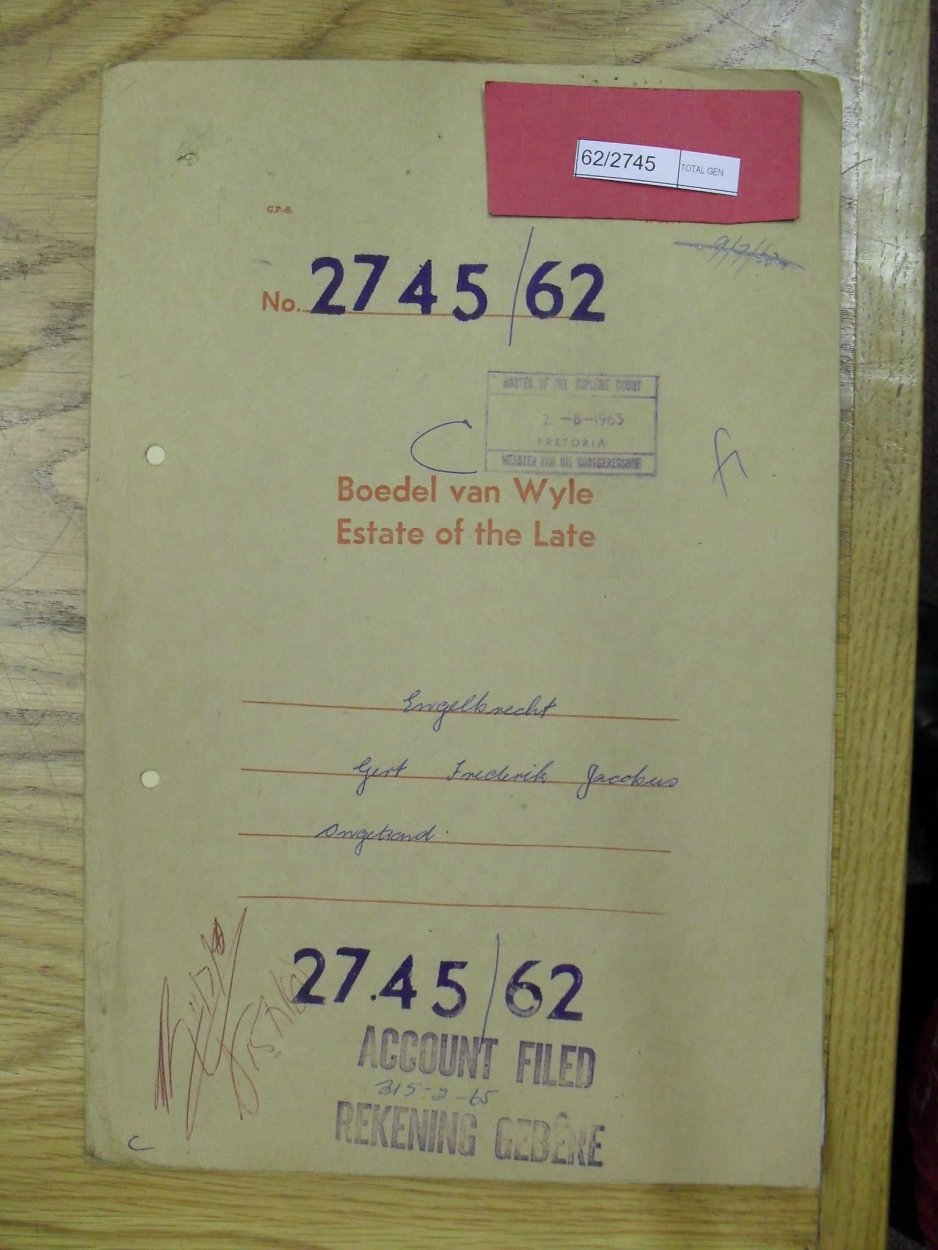 62/2745 TOTAL GEN
G.P.-S.
No. 2745/62
MASTER OF THE SUPREME COURT
2 -8-1963
PRETORIA
MEESTER VAN DIE HOOGGEREGSHOF
C
Boedel van Wyle
Estate of the Late
Engelbrecht
Gert Frederik Jacobus
Ongetroud.
27.45/62
ACCOUNT FILED
REKENING GEBÊRE
C